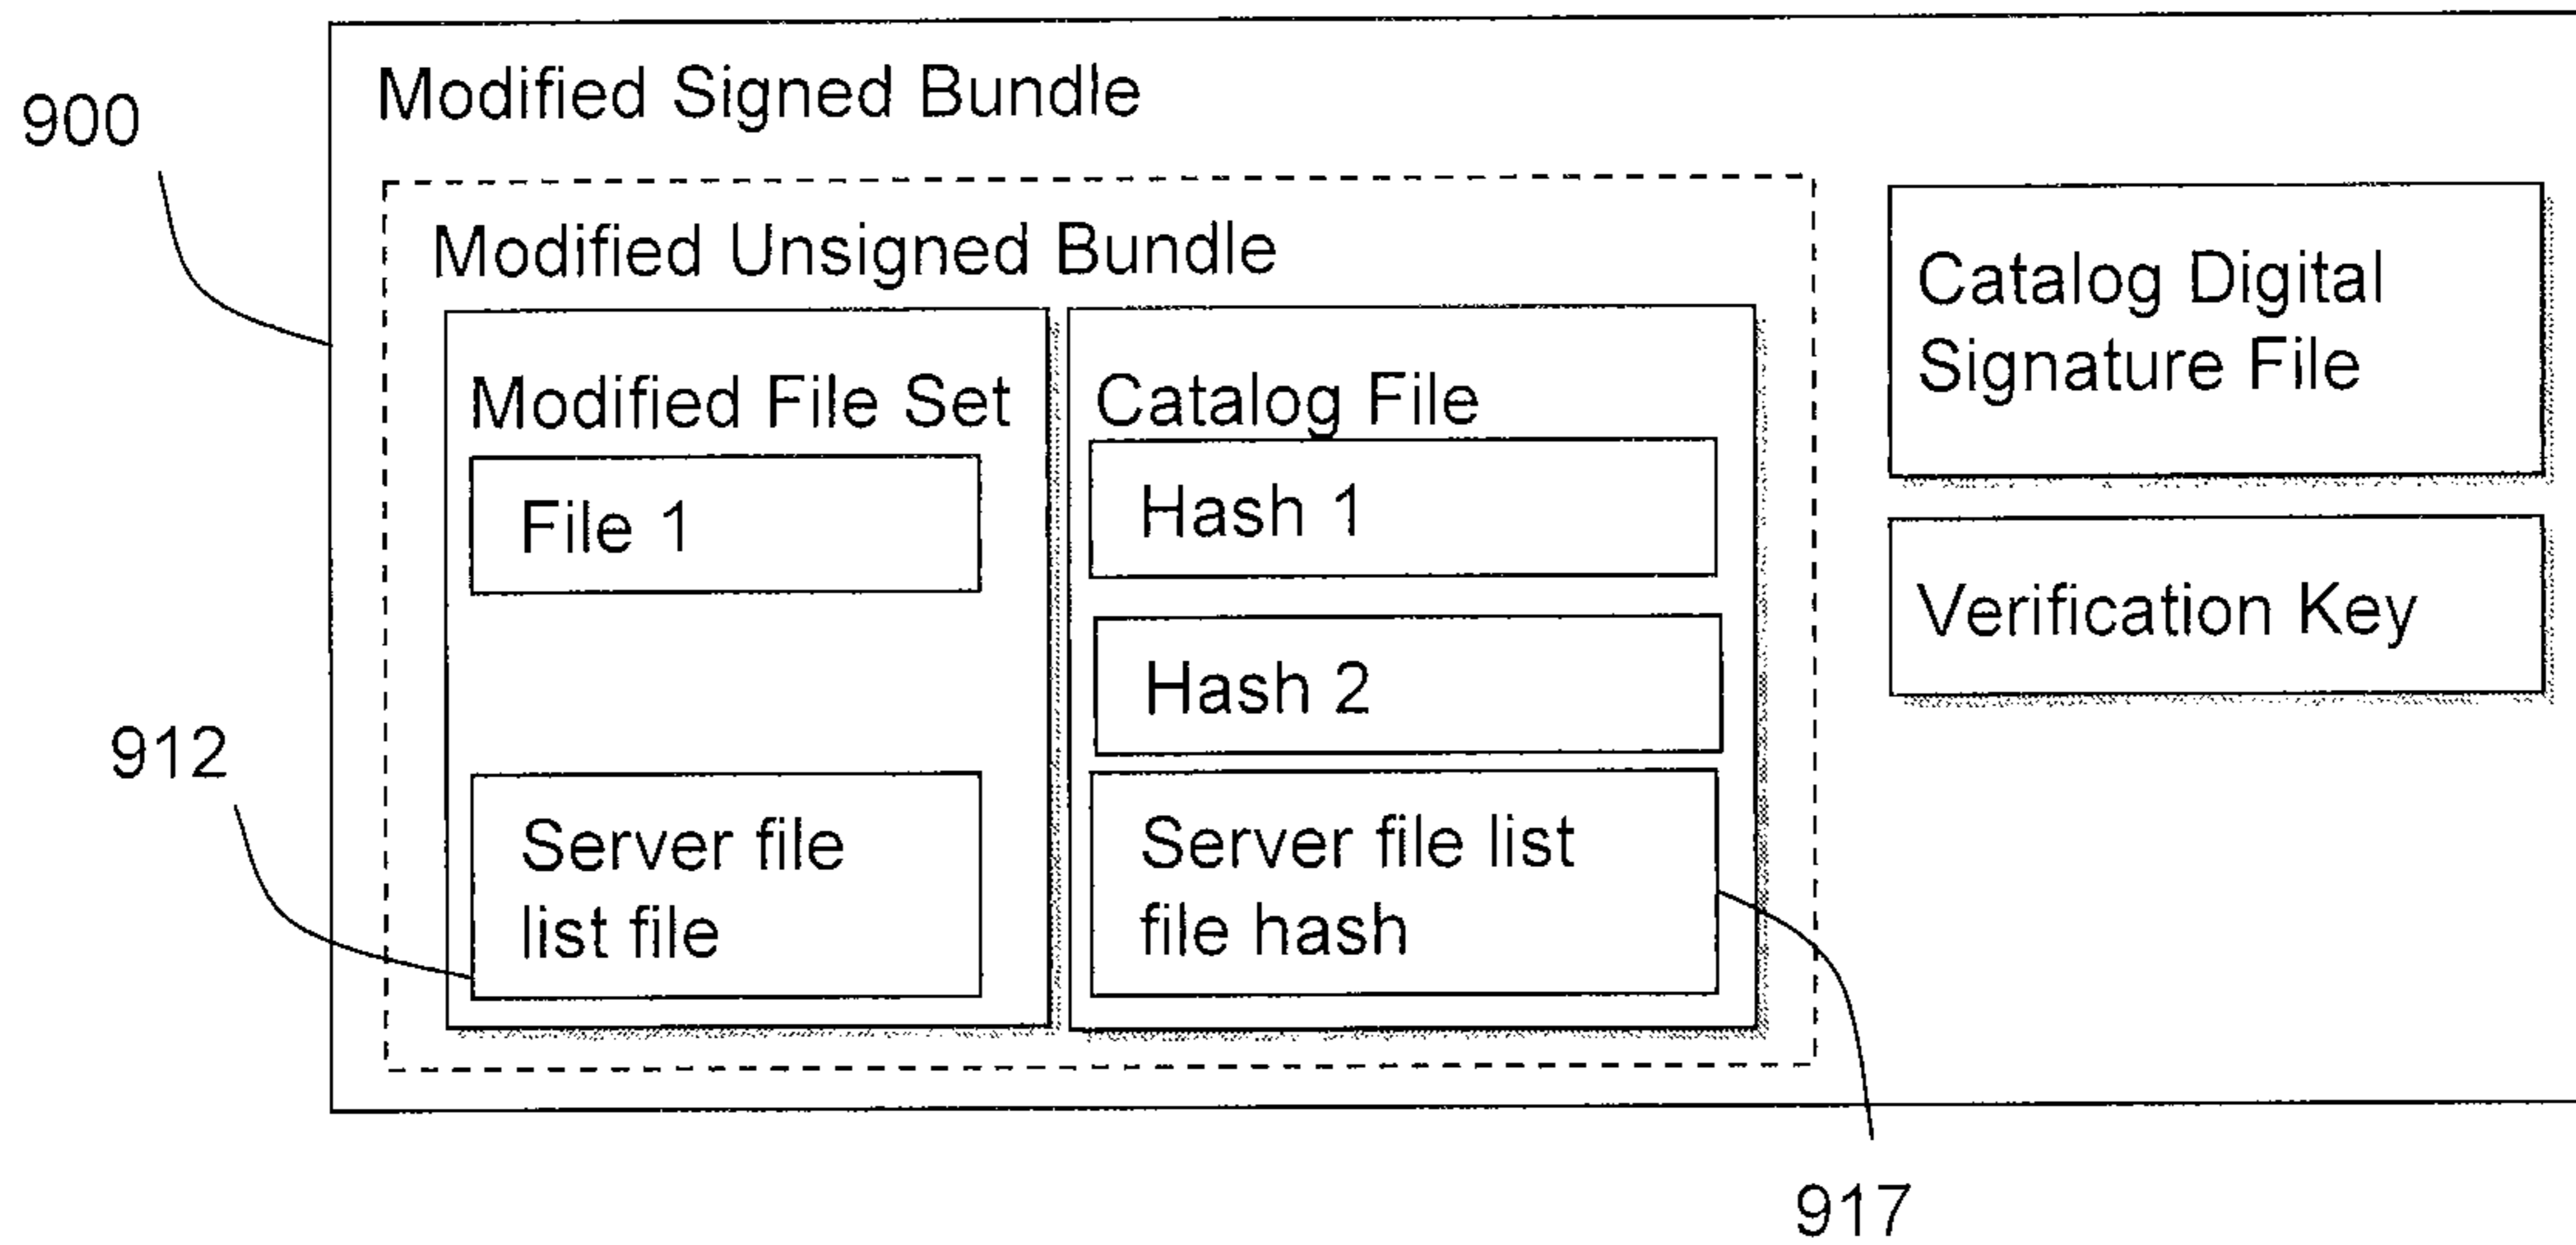 900
Modified Signed Bundle
Modified Unsigned Bundle
Modified File Set
File 1
912
Server file
list file
Catalog File
Hash 1
Hash 2
Server file list
file hash
917
Catalog Digital
Signature File
Verification Key